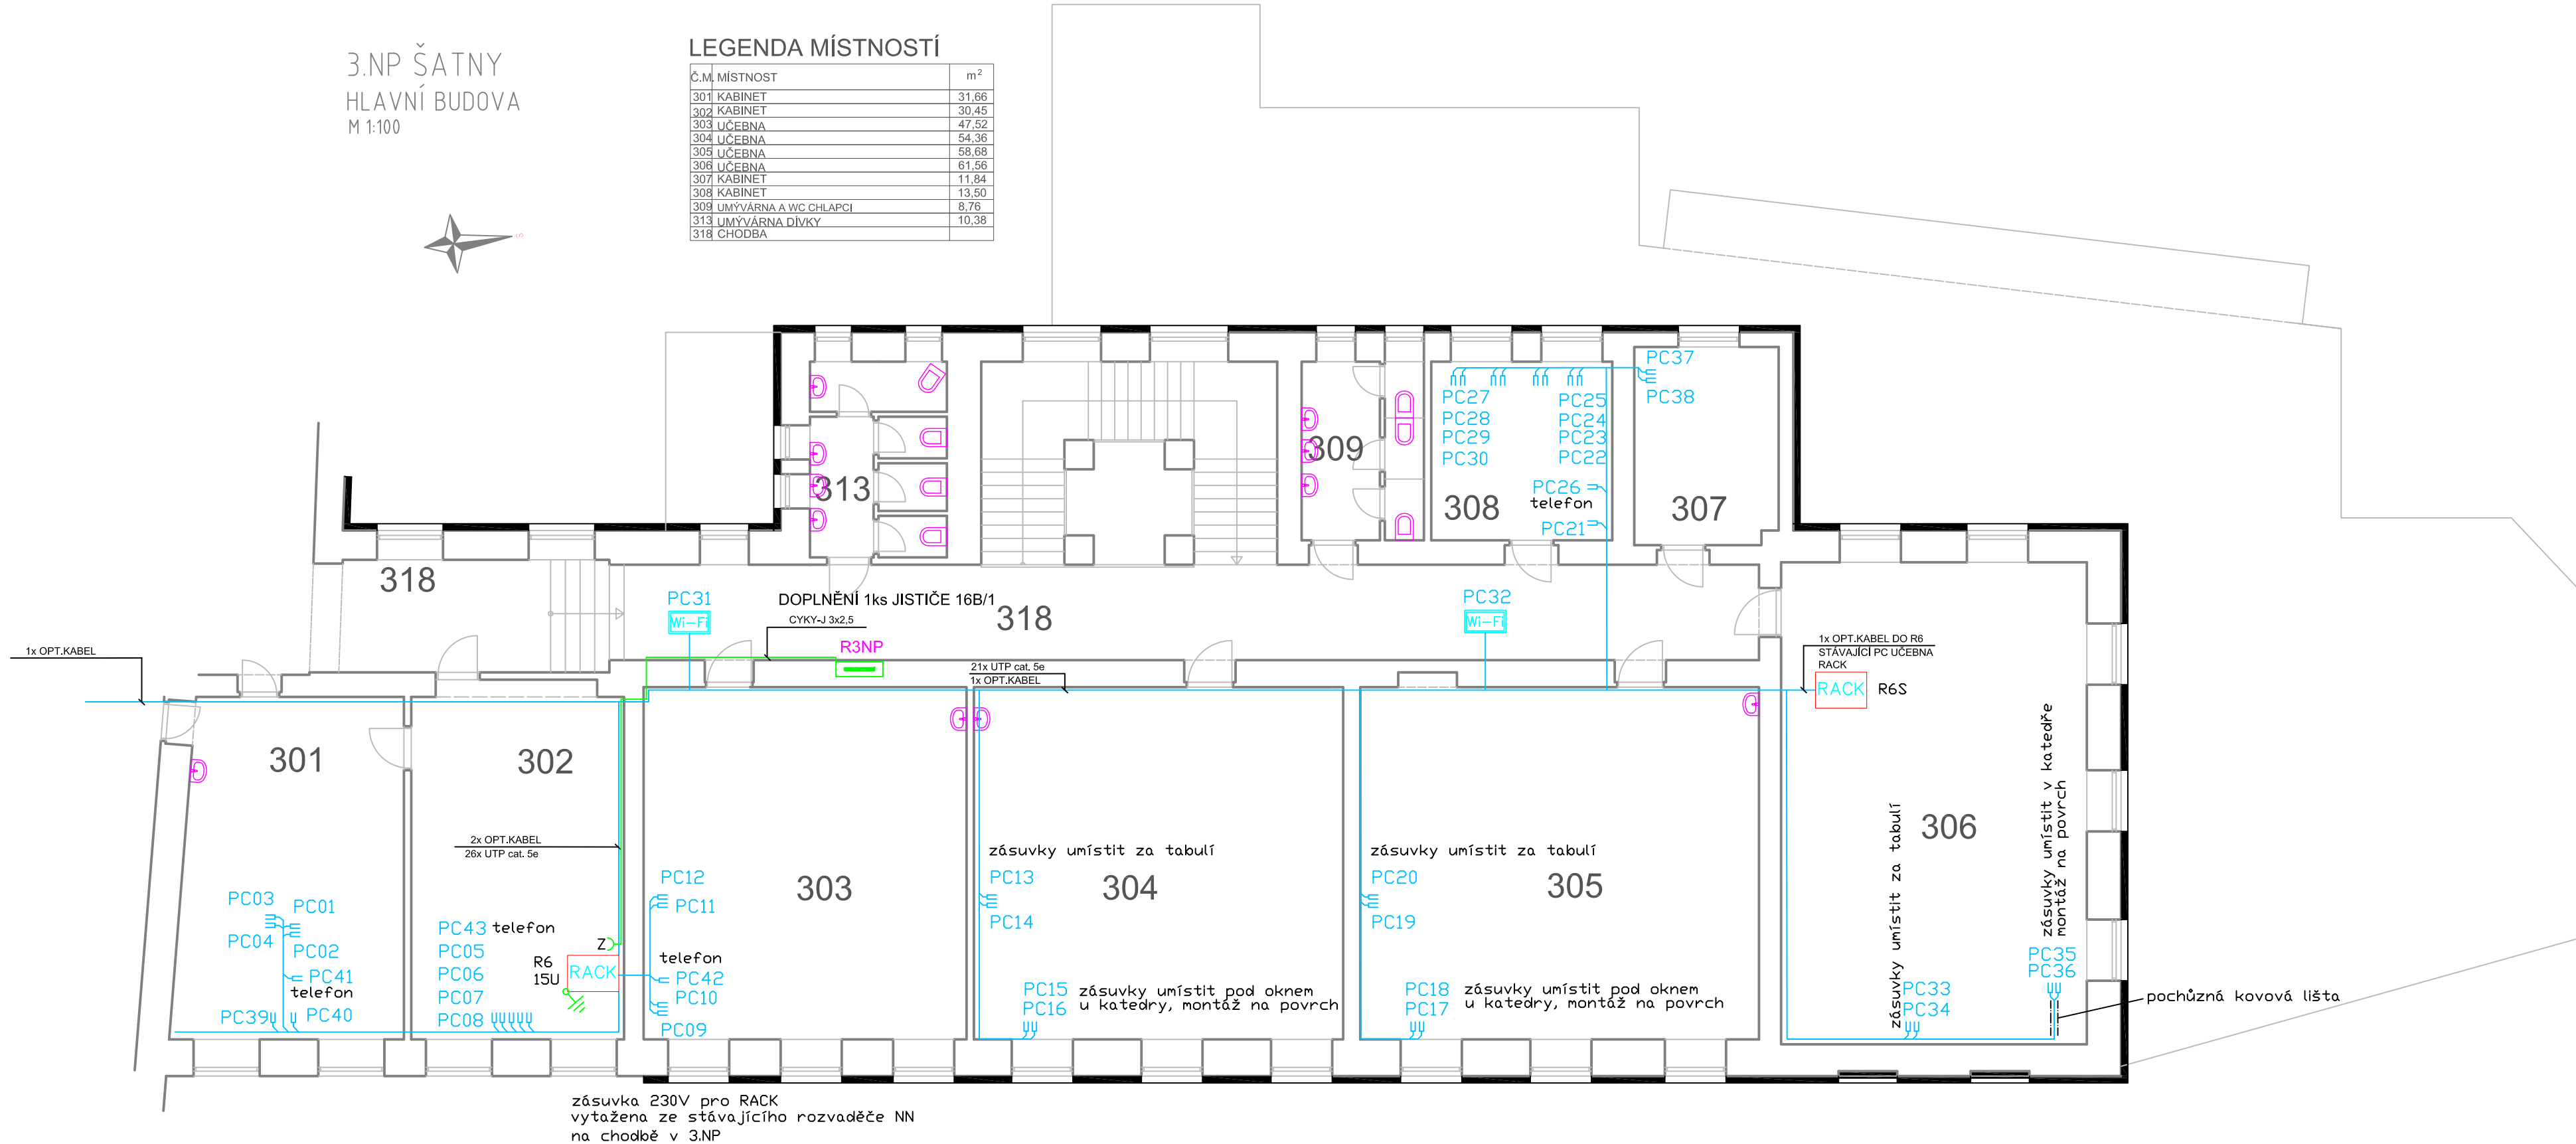 3.NP ŠATNY
HLAVNÍ BUDOVA
M 1:100
LEGENDA MÍSTNOSTÍ
Č.M. MÍSTNOST m²
301 KABINET 31,66
302 KABINET 30,45
303 UČEBNA 47,52
304 UČEBNA 54,36
305 UČEBNA 58,68
306 UČEBNA 61,56
307 KABINET 11,84
308 KABINET 13,50
309 UMÝVÁRNA A WC CHLAPCI 8,76
313 UMÝVÁRNA DÍVKY 10,38
318 CHODBA
PC37
PC38
PC27
PC28
PC29
PC30
PC25
PC24
PC23
PC22
PC26
telefon
PC21
308
307
309
313
318
PC31
Wi-Fi
DOPLNĚNÍ 1ks JISTIČE 16B/1
CYKY-J 3x2,5
R3NP
318
PC32
Wi-Fi
1x OPT.KABEL
21x UTP cat. 5e
1x OPT.KABEL
1x OPT.KABEL DO R6
STÁVAJÍCÍ PC UČEBNA
RACK
RACK R6S
301
302
2x OPT.KABEL
26x UTP cat. 5e
303
304
305
306
zásuvky umístit za tabulí
zásuvky umístit za tabulí
zásuvky umístit za tabulí
zásuvky umístit v katedře
montáž na povrch
PC03
PC01
PC04
PC02
PC41
telefon
PC39
PC40
PC43 telefon
PC05
PC06
PC07
PC08
Z
R6
15U
RACK
PC12
PC11
telefon
PC42
PC10
PC09
PC13
PC14
PC15
PC16
zásuvky umístit pod oknem
u katedry, montáž na povrch
PC20
PC19
PC18
PC17
zásuvky umístit pod oknem
u katedry, montáž na povrch
PC33
PC34
PC35
PC36
pochůzná kovová lišta
zásuvka 230V pro RACK
vytažena ze stávajícího rozvaděče NN
na chodbě v 3.NP